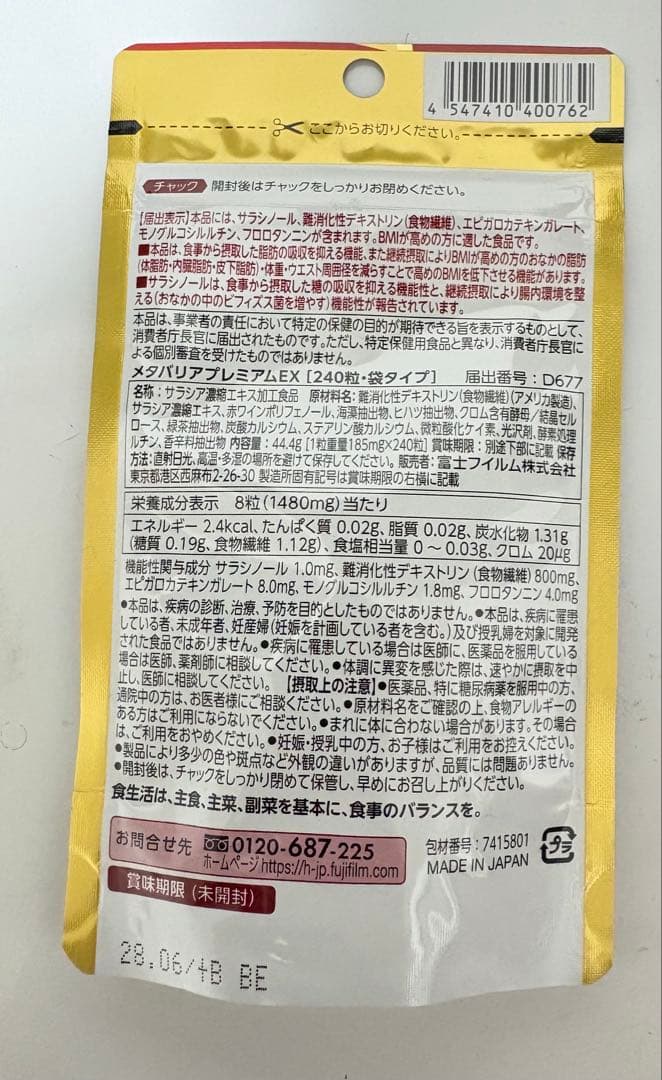 4 547410 400762
ここからお切りください。
チャック 開封後はチャックをしっかりお閉めください。
【届出表示】本品には、サラシノール、難消化性デキストリン(食物繊維)、エピガロカテキンガレート、
モノグルコシルルチン、フロロタンニンが含まれます。BMIが高めの方に適した食品です。
■本品は、食事から摂取した脂肪の吸収を抑える機能、また継続摂取によりBMIが高めの方のおなかの脂肪
(体脂肪・内臓脂肪・皮下脂肪)・体重・ウエスト周囲径を減らすことで高めのBMIを低下させる機能があります。
■サラシノールは、食事から摂取した糖の吸収を抑える機能性と、継続摂取により腸内環境を整
える(おなかの中のビフィズス菌を増やす)機能性が報告されています。
本品は、事業者の責任において特定の保健の目的が期待できる旨を表示するものとして、
消費者庁長官に届出されたものです。ただし、特定保健用食品と異なり、消費者庁長官に
よる個別審査を受けたものではありません。
メタバリアプレミアムEX [240粒・袋タイプ] 届出番号:D677
名称:サラシア濃縮エキス加工食品 原材料名:難消化性デキストリン(食物繊維)(アメリカ製造)、
サラシア濃縮エキス、赤ワインポリフェノール、海藻抽出物、ヒハツ抽出物、クロム含有酵母/結晶セル
ロース、緑茶抽出物、炭酸カルシウム、ステアリン酸カルシウム、微粒酸化ケイ素、光沢剤、酵素処理
ルチン、香辛料抽出物 内容量:44.4g [1粒重量185mg×240粒] 賞味期限:別途下部に記載 保存
方法:直射日光、高温・多湿の場所を避けて保存してください。 販売者:富士フイルム株式会社
東京都港区西麻布2-26-30 製造所固有記号は賞味期限の右横に記載
栄養成分表示 8粒(1480mg)当たり
エネルギー 2.4kcal、たんぱく質 0.02g、脂質 0.02g、炭水化物 1.31g
(糖質 0.19g、食物繊維 1.12g)、食塩相当量 0~0.03g、クロム 20μg
機能性関与成分 サラシノール 1.0mg、難消化性デキストリン(食物繊維) 800mg、
エピガロカテキンガレート 8.0mg、モノグルコシルルチン 1.8mg、フロロタンニン 4.0mg
●本品は、疾病の診断、治療、予防を目的としたものではありません。●本品は、疾病に罹患
している者、未成年者、妊産婦(妊娠を計画している者を含む。)及び授乳婦を対象に開発
された食品ではありません。●疾病に罹患している場合は医師に、医薬品を服用している
場合は医師、薬剤師に相談してください。●体調に異変を感じた際は、速やかに摂取を中
止し、医師に相談してください。 【摂取上の注意】●医薬品、特に糖尿病薬を服用中の方、
通院中の方は、お医者様にご相談ください。●原材料名をご確認の上、食物アレルギーの
ある方はご利用にならないでください。●まれに体に合わない場合があります。その場合
は、ご利用をおやめください。●妊娠・授乳中の方、お子様はご利用をお控えください。
●製品により多少の色や斑点など外観の違いがありますが、品質には問題ありません。
●開封後は、チャックをしっかり閉めて保管し、早めにお召し上がりください。
食生活は、主食、主菜、副菜を基本に、食事のバランスを。
お問合せ先 0120-687-225
ホームページ https://h-jp.fujifilm.com
包材番号:7415801
MADE IN JAPAN
プラ
賞味期限(未開封)
28.06/4B BE